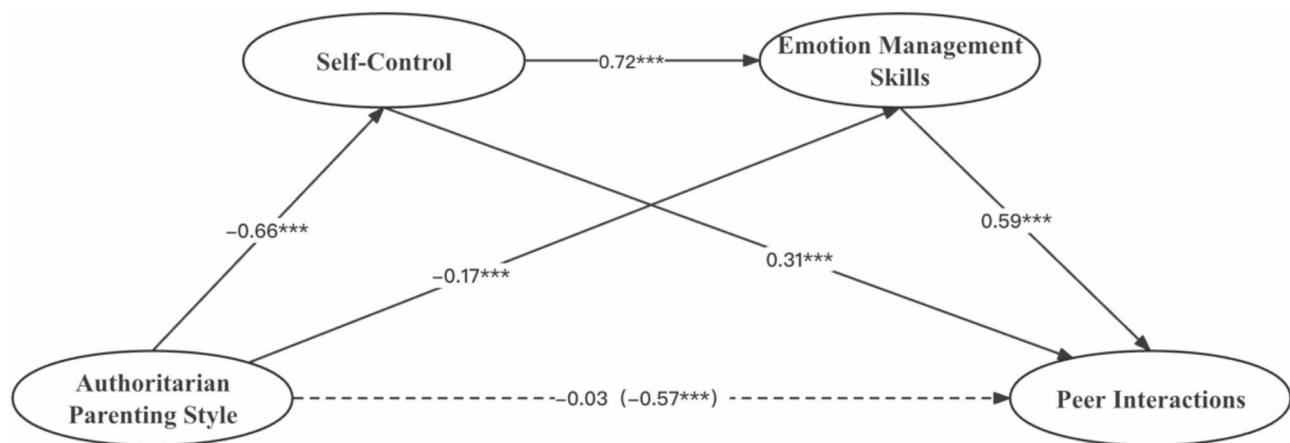 Self-Control
0.72***
Emotion Management
Skills
−0.66***
−0.17***
0.31***
0.59***
Authoritarian
Parenting Style
−0.03 (−0.57***)
Peer Interactions